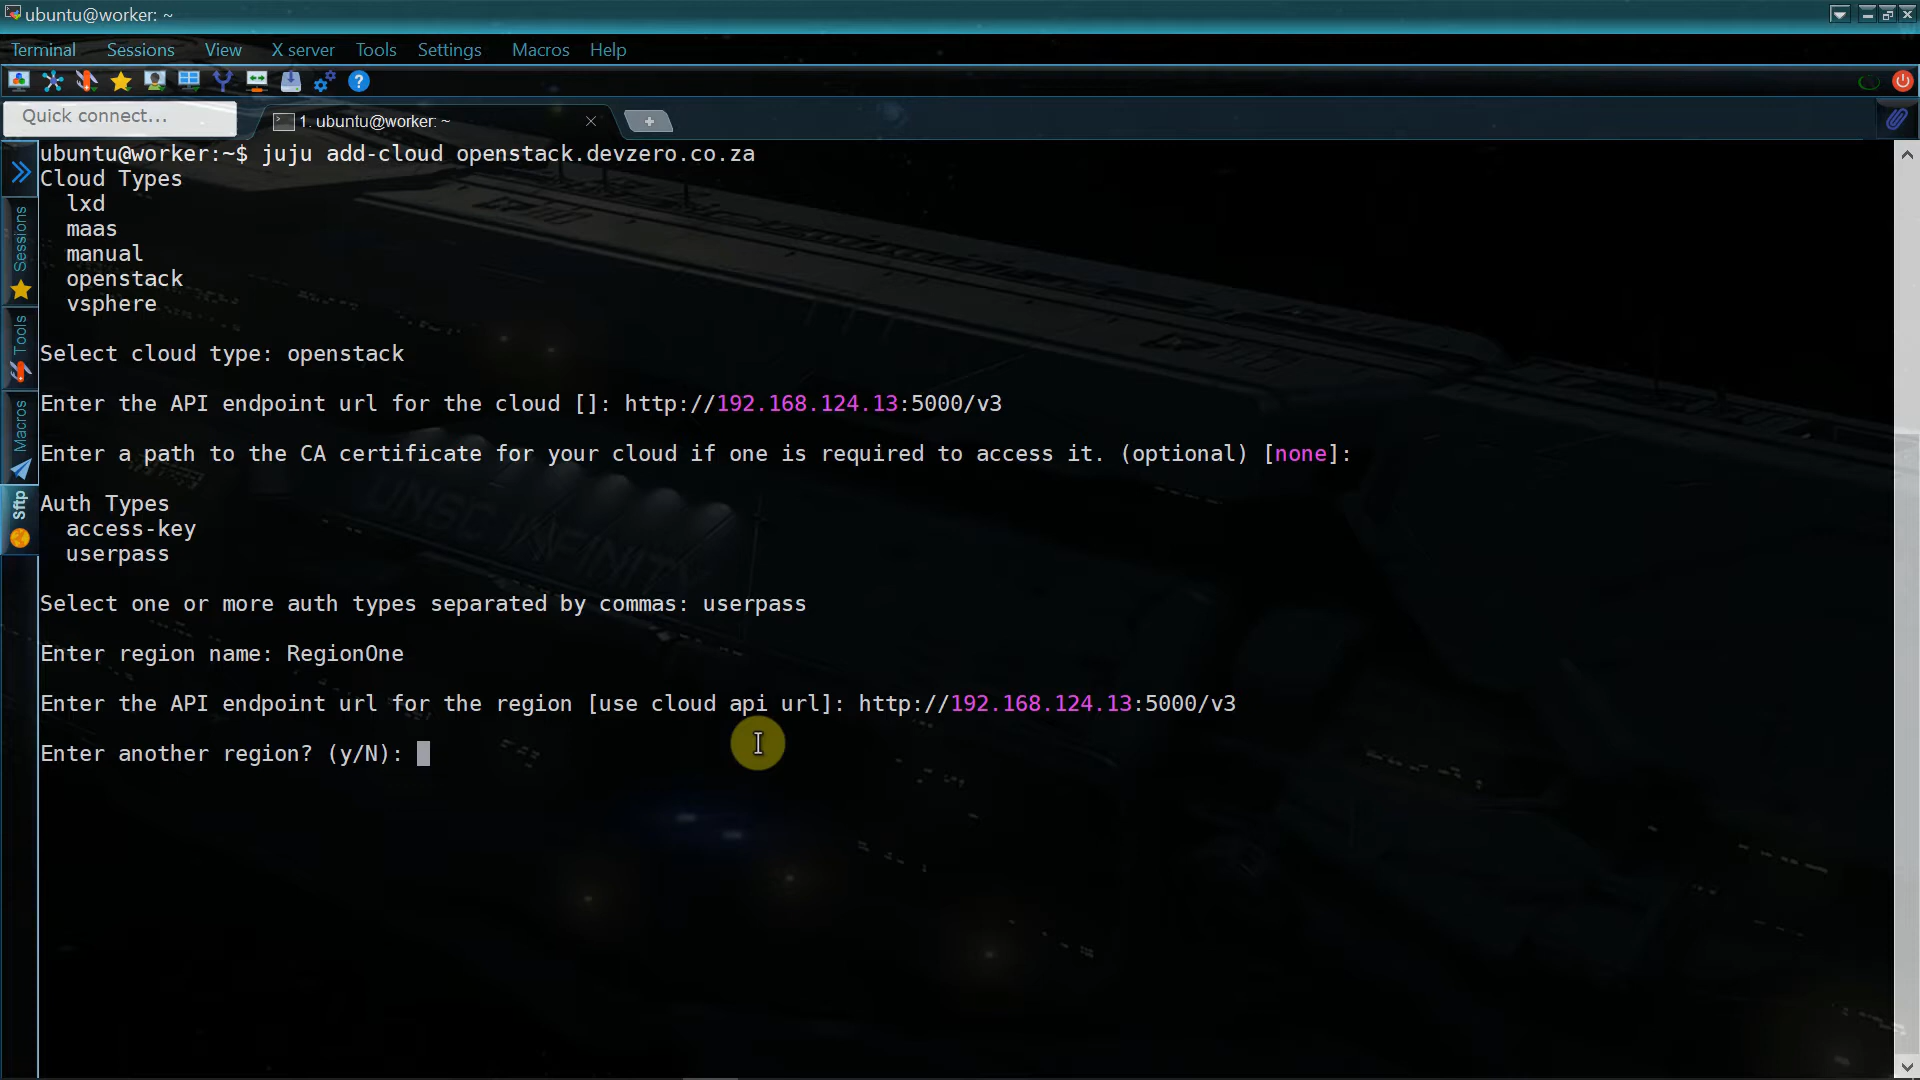 ubuntu@worker: ~
Terminal Sessions View X server Tools Settings Macros Help
Quick connect...
1. ubuntu@worker: ~
ubuntu@worker:~$ juju add-cloud openstack.devzero.co.za
Cloud Types
lxd
maas
manual
openstack
vsphere
Select cloud type: openstack
Enter the API endpoint url for the cloud []: http://192.168.124.13:5000/v3
Enter a path to the CA certificate for your cloud if one is required to access it. (optional) [none]:
Auth Types
access-key
userpass
Select one or more auth types separated by commas: userpass
Enter region name: RegionOne
Enter the API endpoint url for the region [use cloud api url]: http://192.168.124.13:5000/v3
Enter another region? (y/N):
Sessions
Tools
Macros
Sftp
UNSC INFINITY